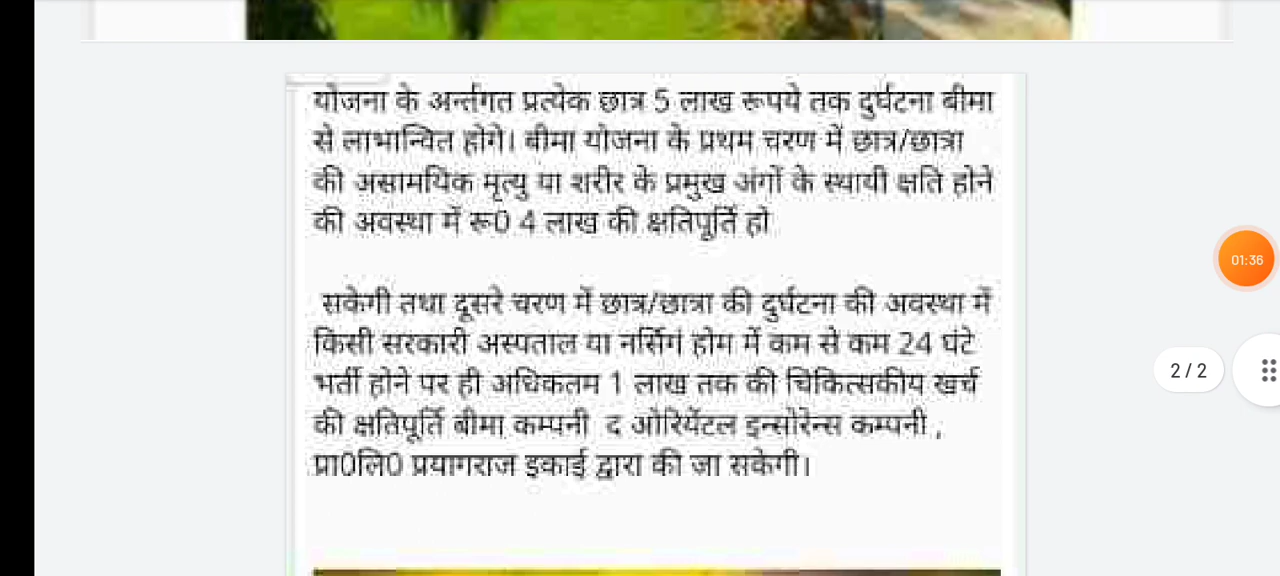 योजना के अर्न्तगत प्रत्येक छात्र 5 लाख रूपये तक दुर्घटना बीमा
से लाभान्वित होगे। बीमा योजना के प्रथम चरण में छात्र/छात्रा
की असामयिक मृत्यु या शरीर के प्रमुख अंगों के स्थायी क्षति होने
की अवस्था में रू0 4 लाख की क्षतिपूर्ति हो
सकेगी तथा दूसरे चरण में छात्र/छात्रा की दुर्घटना की अवस्था में
किसी सरकारी अस्पताल या नर्सिगं होम में कम से कम 24 घंटे
भर्ती होने पर ही अधिकतम 1 लाख तक की चिकित्सकीय खर्च
की क्षतिपूर्ति बीमा कम्पनी द ओरियेंटल इन्सोरेन्स कम्पनी ,
प्रा0लि0 प्रयागराज इकाई द्वारा की जा सकेगी।
01:36
2 / 2